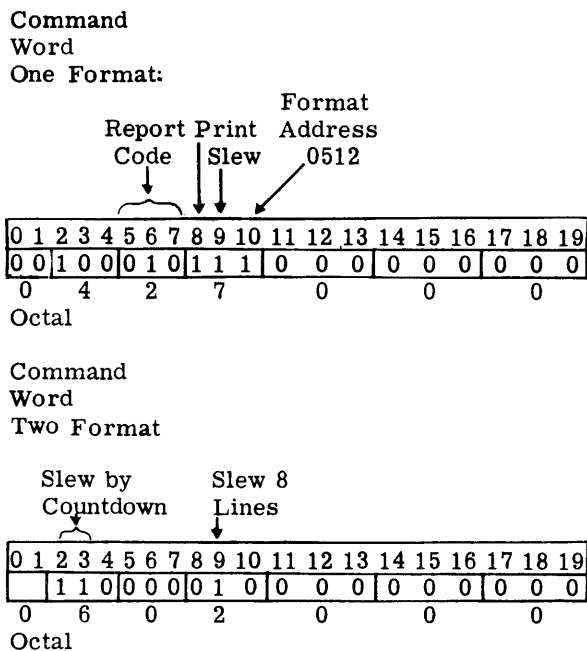 Command
Word
One Format:
Format
Report Print Address
Code Slew 0512
0 1 2 3 4 5 6 7 8 9 10 11 12 13 14 15 16 17 18 19
0 0 1 0 0 0 1 0 1 1 1 0 0 0 0 0 0 0 0 0
0 4 2 7 0 0 0
Octal
Command
Word
Two Format
Slew by Slew 8
Countdown Lines
0 1 2 3 4 5 6 7 8 9 10 11 12 13 14 15 16 17 18 19
1 1 0 0 0 0 0 1 0 0 0 0 0 0 0 0 0 0
0 6 0 2 0 0 0
Octal